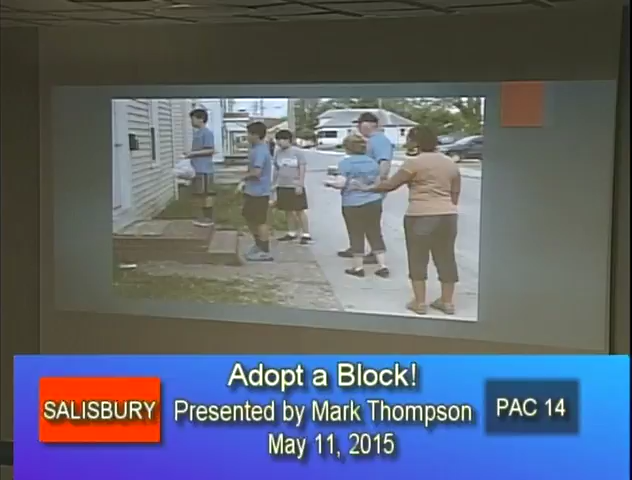 Adopt a Block!
SALISBURY
Presented by Mark Thompson
PAC 14
May 11, 2015